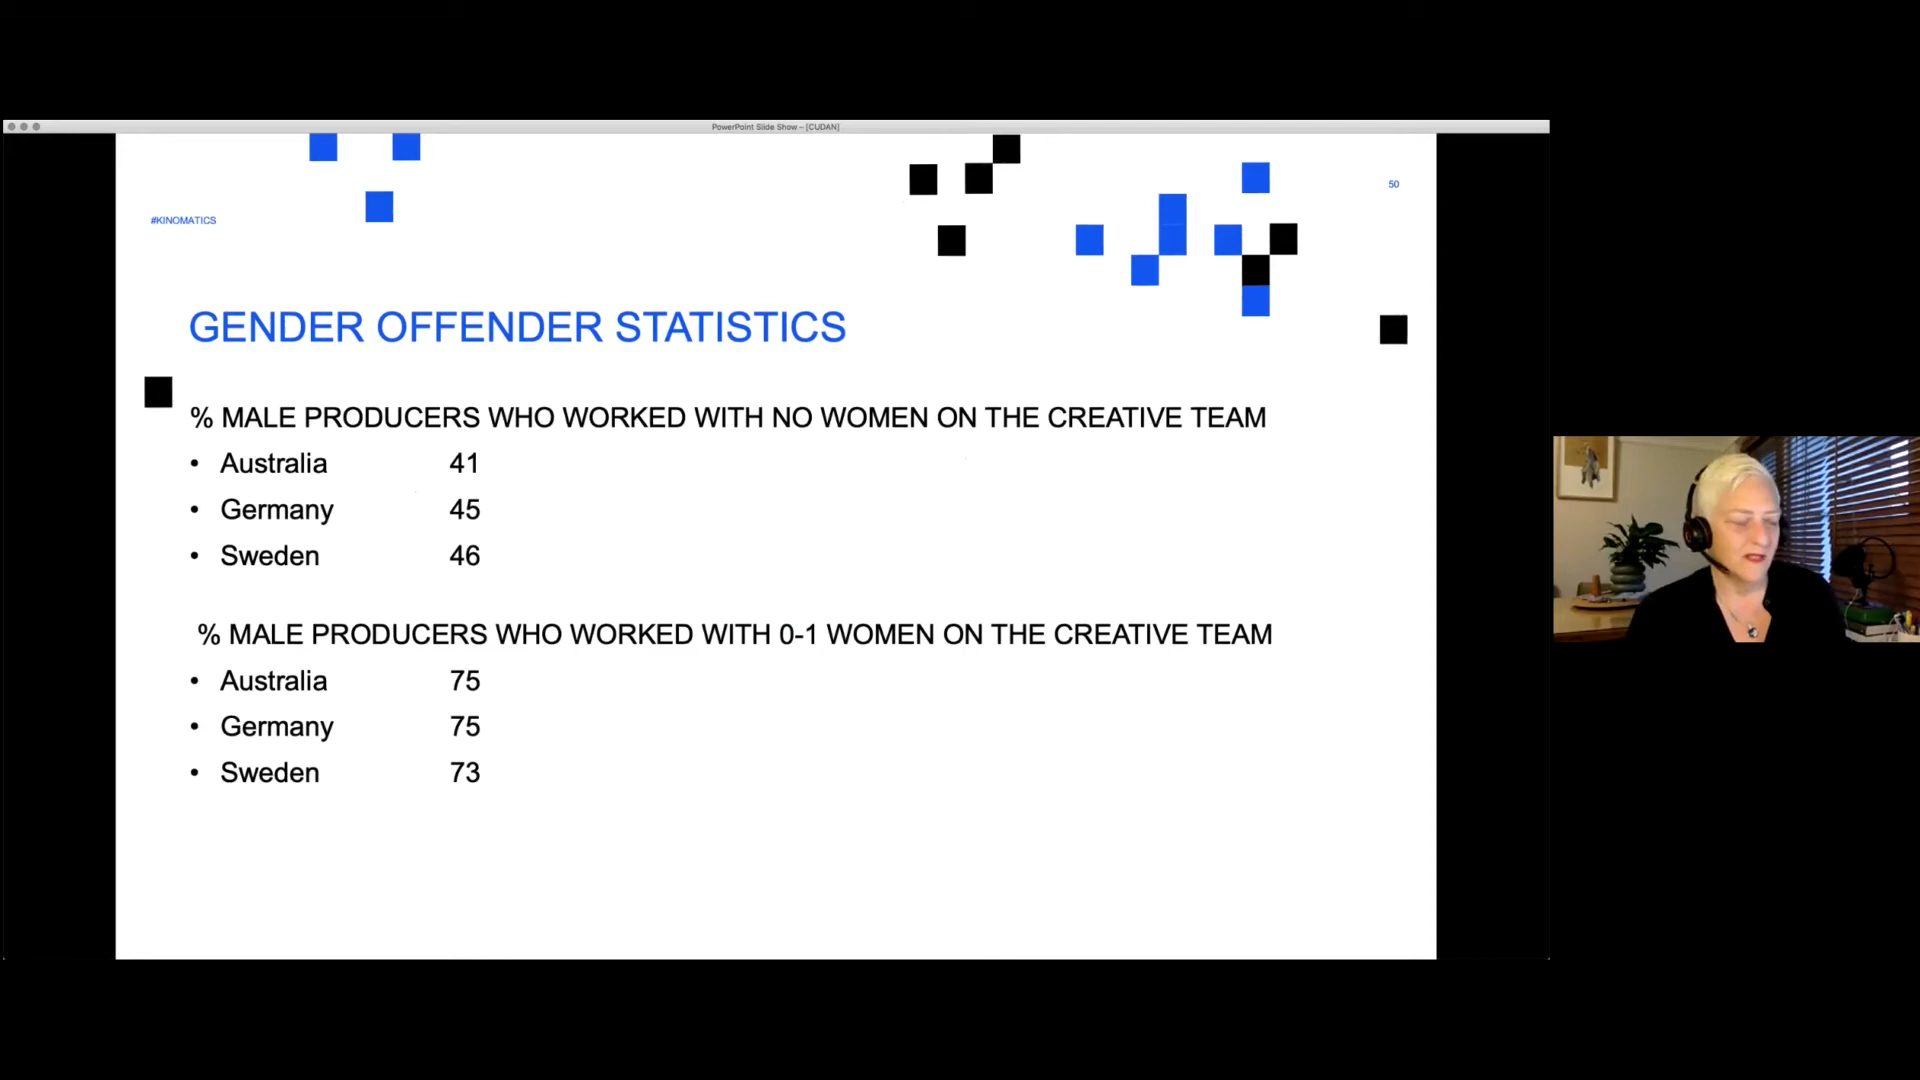 PowerPoint Slide Show – [CUDAN]
50
#KINOMATICS
GENDER OFFENDER STATISTICS
% MALE PRODUCERS WHO WORKED WITH NO WOMEN ON THE CREATIVE TEAM
• Australia 41
• Germany 45
• Sweden 46
% MALE PRODUCERS WHO WORKED WITH 0-1 WOMEN ON THE CREATIVE TEAM
• Australia 75
• Germany 75
• Sweden 73